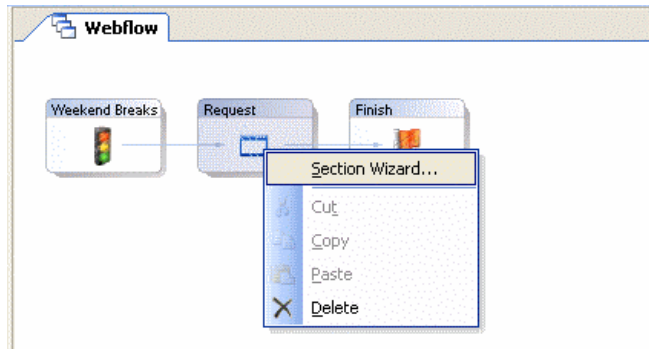 Webflow
Weekend Breaks
Request
Finish
Section Wizard...
Cut
Copy
Paste
Delete